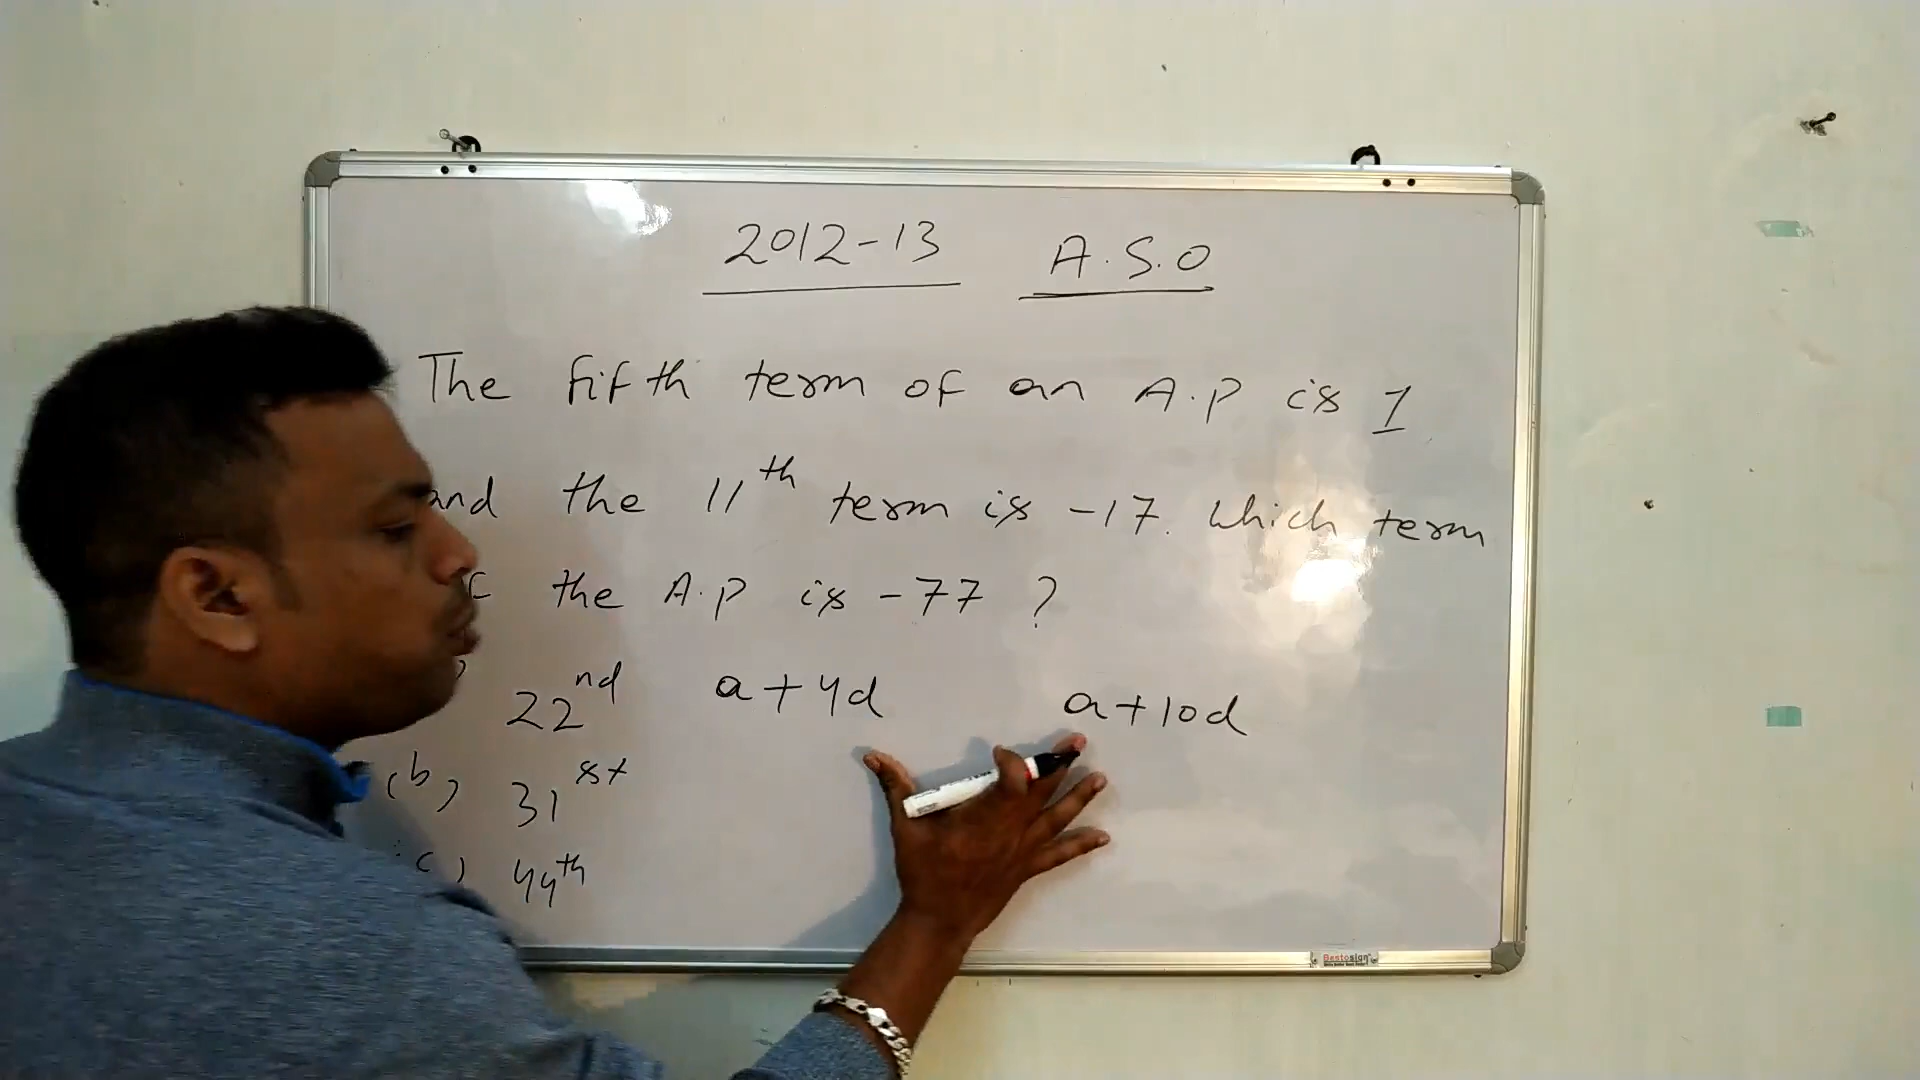 2012-13 A.S.O
The fifth term of an A.P is 1
and the 11th term is -17. Which term
the A.P is -77 ?
22nd a+4d a+10d
(b) 31st
(c) 44th
Bestosign